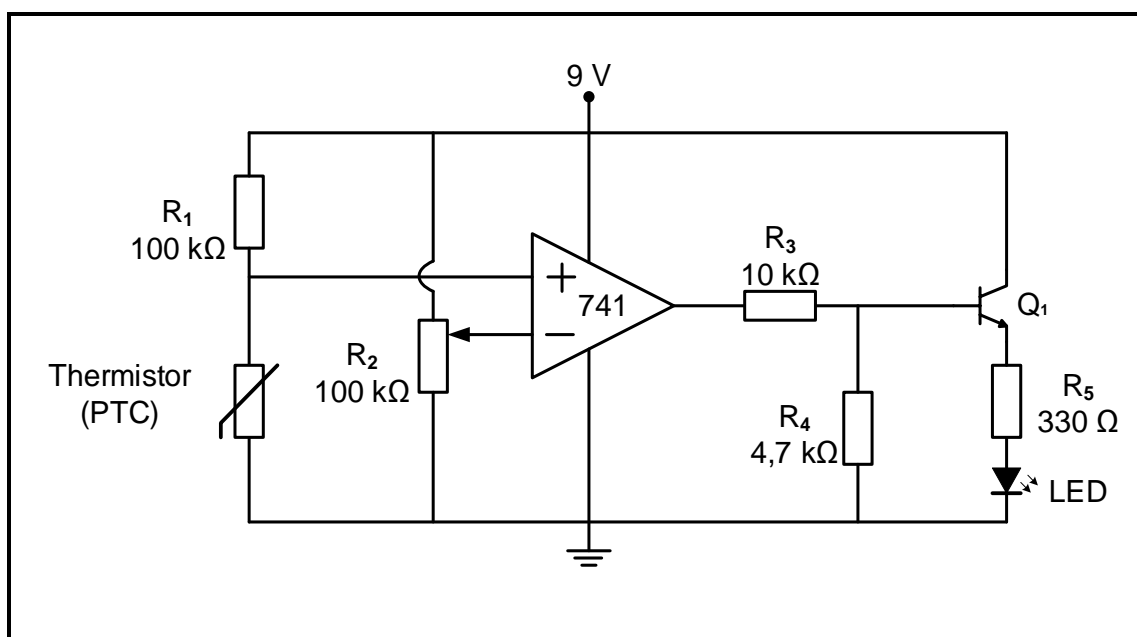 9 V
R1
100 kΩ
Thermistor
(PTC)
R2
100 kΩ
+
741
−
R3
10 kΩ
R4
4,7 kΩ
Q1
R5
330 Ω
LED